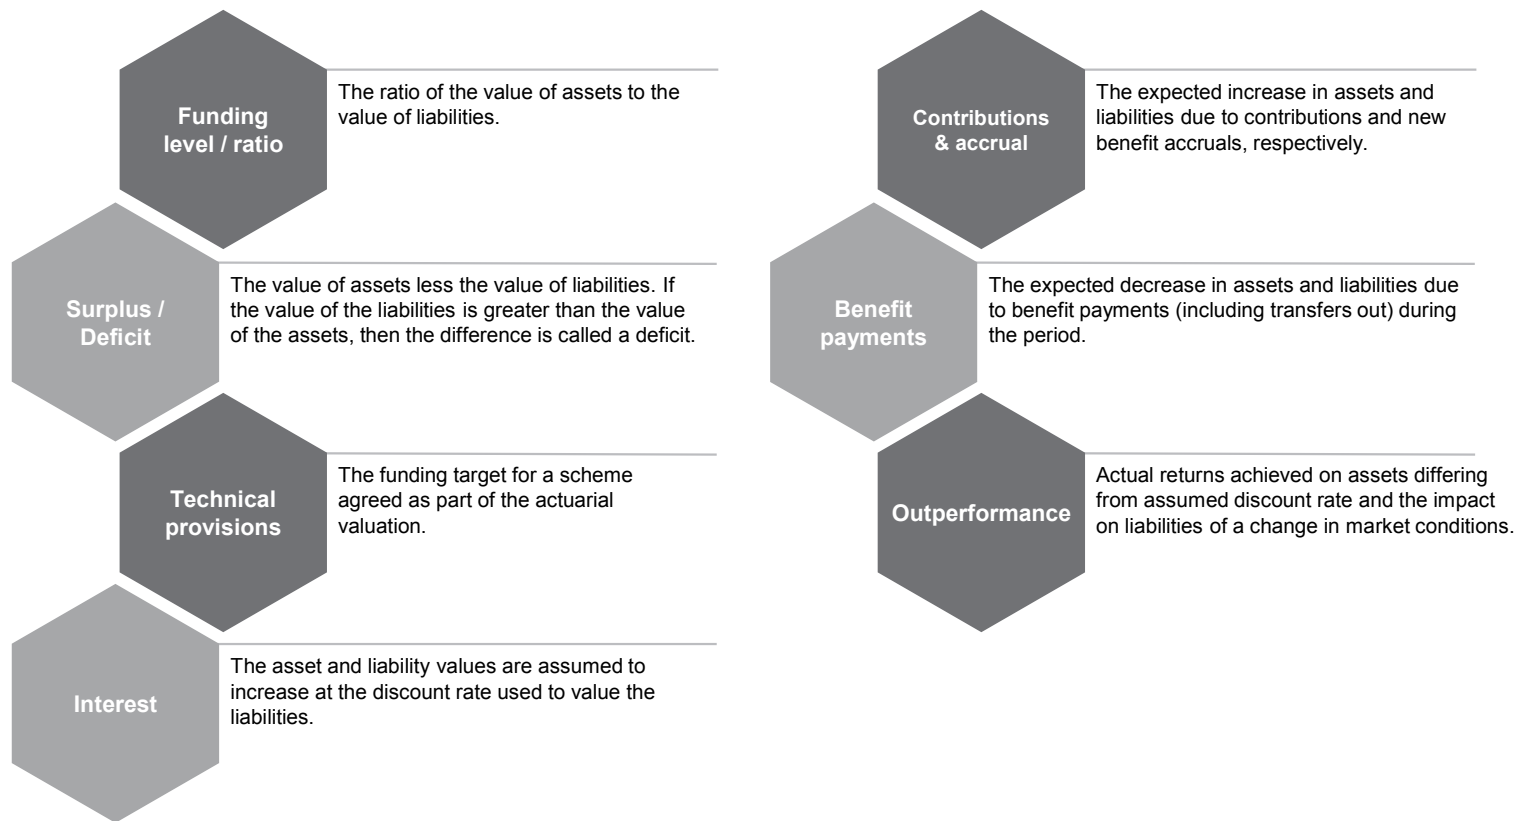 Funding
level / ratio
The ratio of the value of assets to the
value of liabilities.
Surplus /
Deficit
The value of assets less the value of liabilities. If
the value of the liabilities is greater than the value
of the assets, then the difference is called a deficit.
Technical
provisions
The funding target for a scheme
agreed as part of the actuarial
valuation.
Interest
The asset and liability values are assumed to
increase at the discount rate used to value the
liabilities.
Contributions
& accrual
The expected increase in assets and
liabilities due to contributions and new
benefit accruals, respectively.
Benefit
payments
The expected decrease in assets and liabilities due
to benefit payments (including transfers out) during
the period.
Outperformance
Actual returns achieved on assets differing
from assumed discount rate and the impact
on liabilities of a change in market conditions.